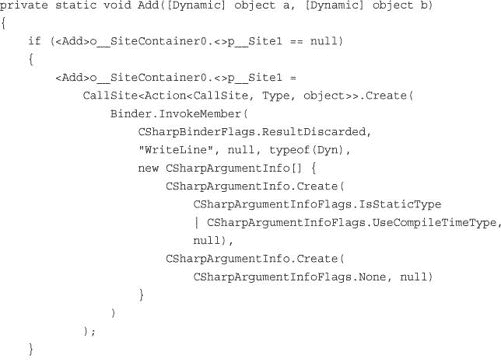 private static void Add([Dynamic] object a, [Dynamic] object b)
{
    if (<Add>o__SiteContainer0.<>p__Site1 == null)
    {
        <Add>o__SiteContainer0.<>p__Site1 =
            CallSite<Action<CallSite, Type, object>>.Create(
                Binder.InvokeMember(
                    CSharpBinderFlags.ResultDiscarded,
                    "WriteLine", null, typeof(Dyn),
                    new CSharpArgumentInfo[] {
                        CSharpArgumentInfo.Create(
                            CSharpArgumentInfoFlags.IsStaticType
                            | CSharpArgumentInfoFlags.UseCompileTimeType,
                            null),
                        CSharpArgumentInfo.Create(
                            CSharpArgumentInfoFlags.None, null)
                    }
                )
            );
    }